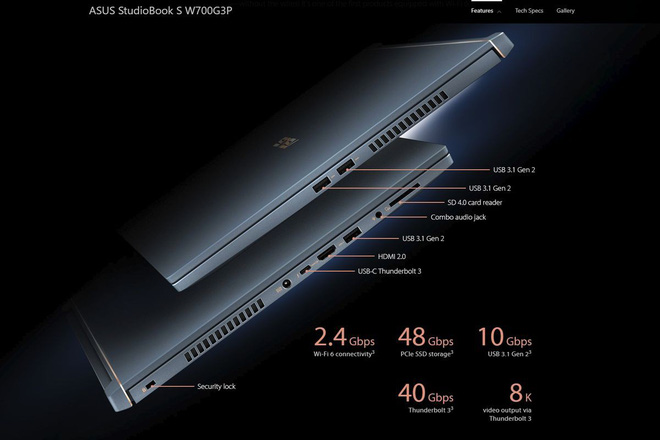 ASUS StudioBook S W700G3P
Features
Tech Specs
Gallery
USB 3.1 Gen 2
USB 3.1 Gen 2
SD 4.0 card reader
Combo audio jack
USB 3.1 Gen 2
HDMI 2.0
USB-C Thunderbolt 3
Security lock
2.4 Gbps
Wi-Fi 6 connectivity3
48 Gbps
PCIe SSD storage3
10 Gbps
USB 3.1 Gen 23
40 Gbps
Thunderbolt 33
8 K
video output via
Thunderbolt 3